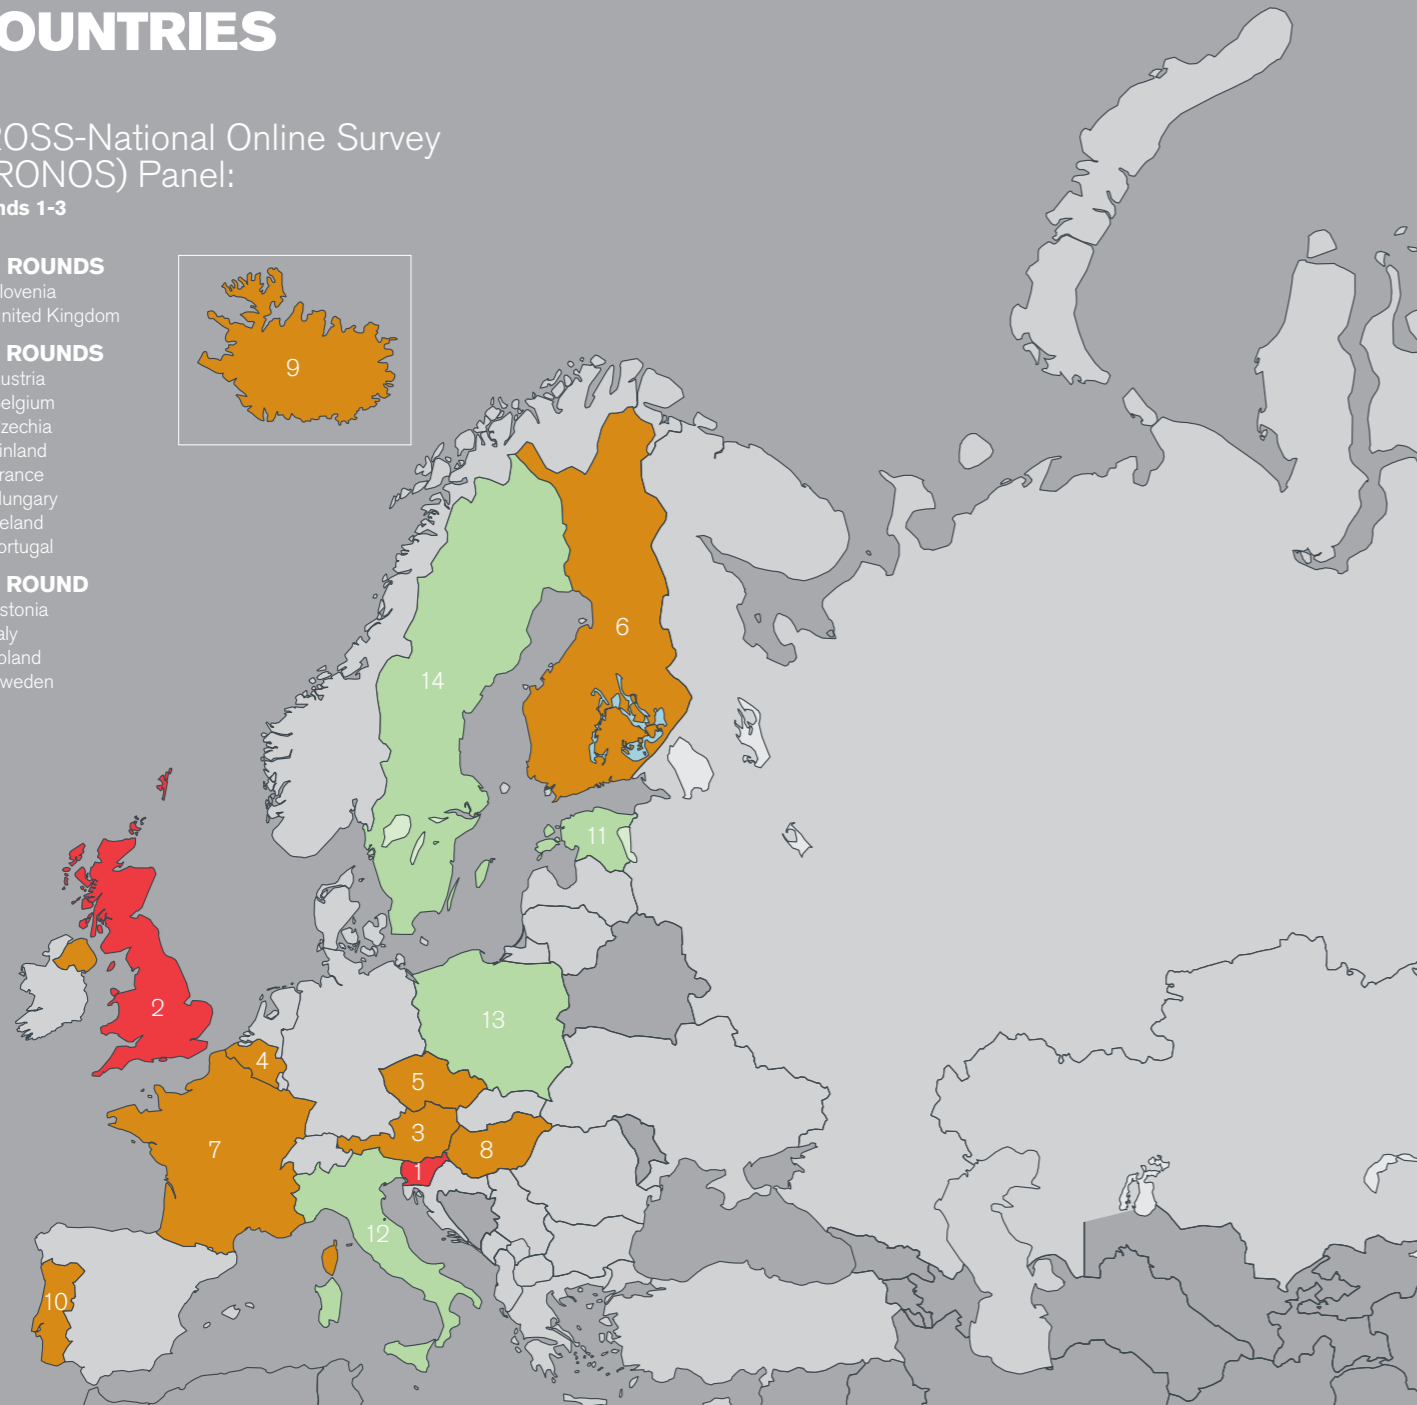 OUNTRIES
ROSS-National Online Survey
RONOS) Panel:
nds 1-3
ROUNDS
lovenia
nited Kingdom
ROUNDS
ustria
elgium
zechia
inland
rance
ungary
eland
ortugal
ROUND
stonia
aly
oland
weden
9
6
14
11
2
13
4
5
3
7
8
1
12
10